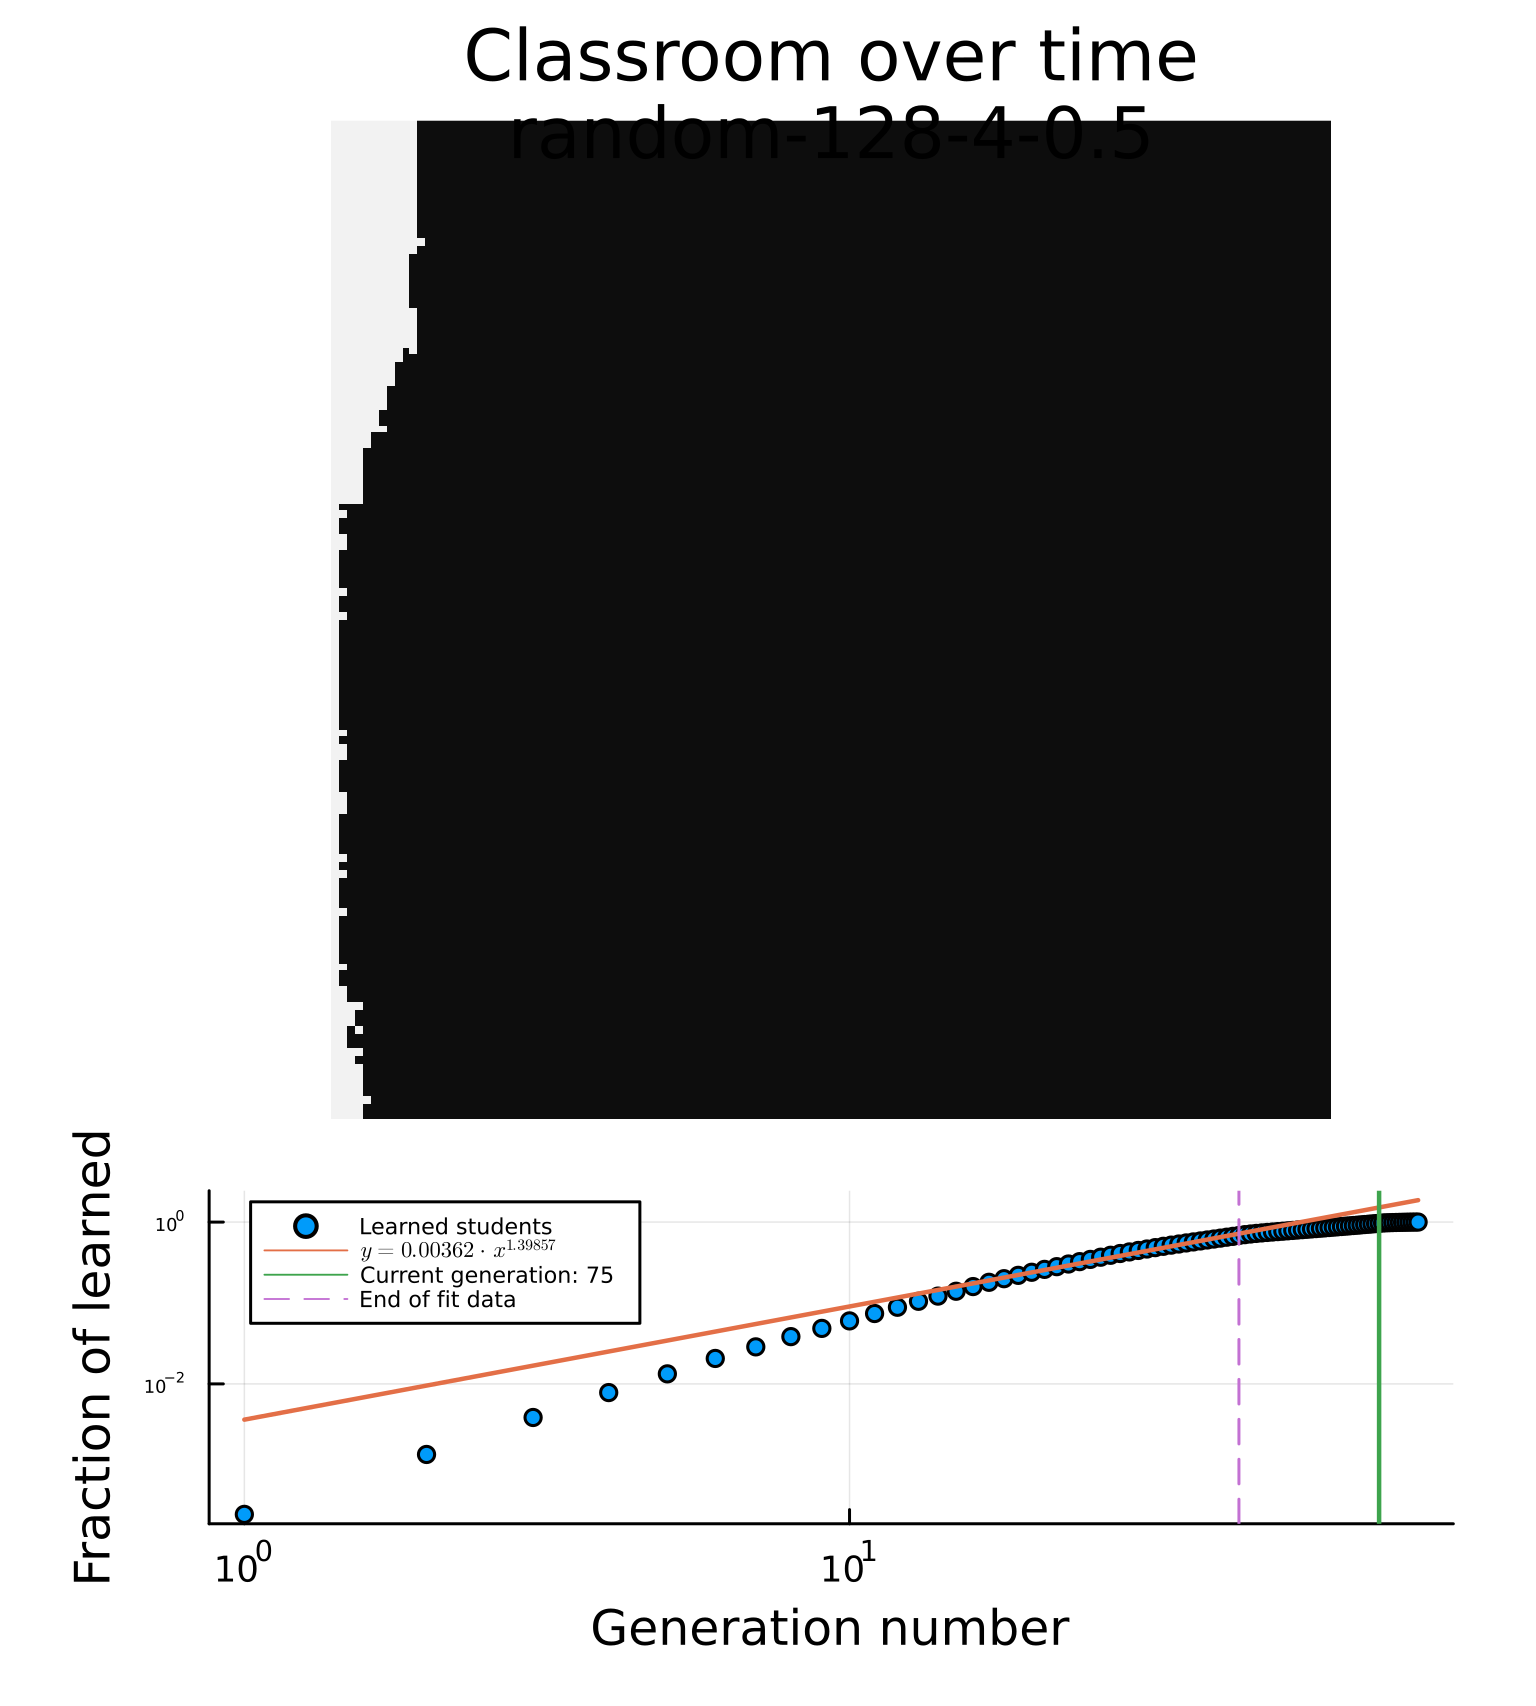 Classroom over time
random-128-4-0.5
Fraction of learned
10⁰
10⁻²
Learned students
y = 0.00362 · x^1.39857
Current generation: 75
End of fit data
10⁰
10¹
Generation number